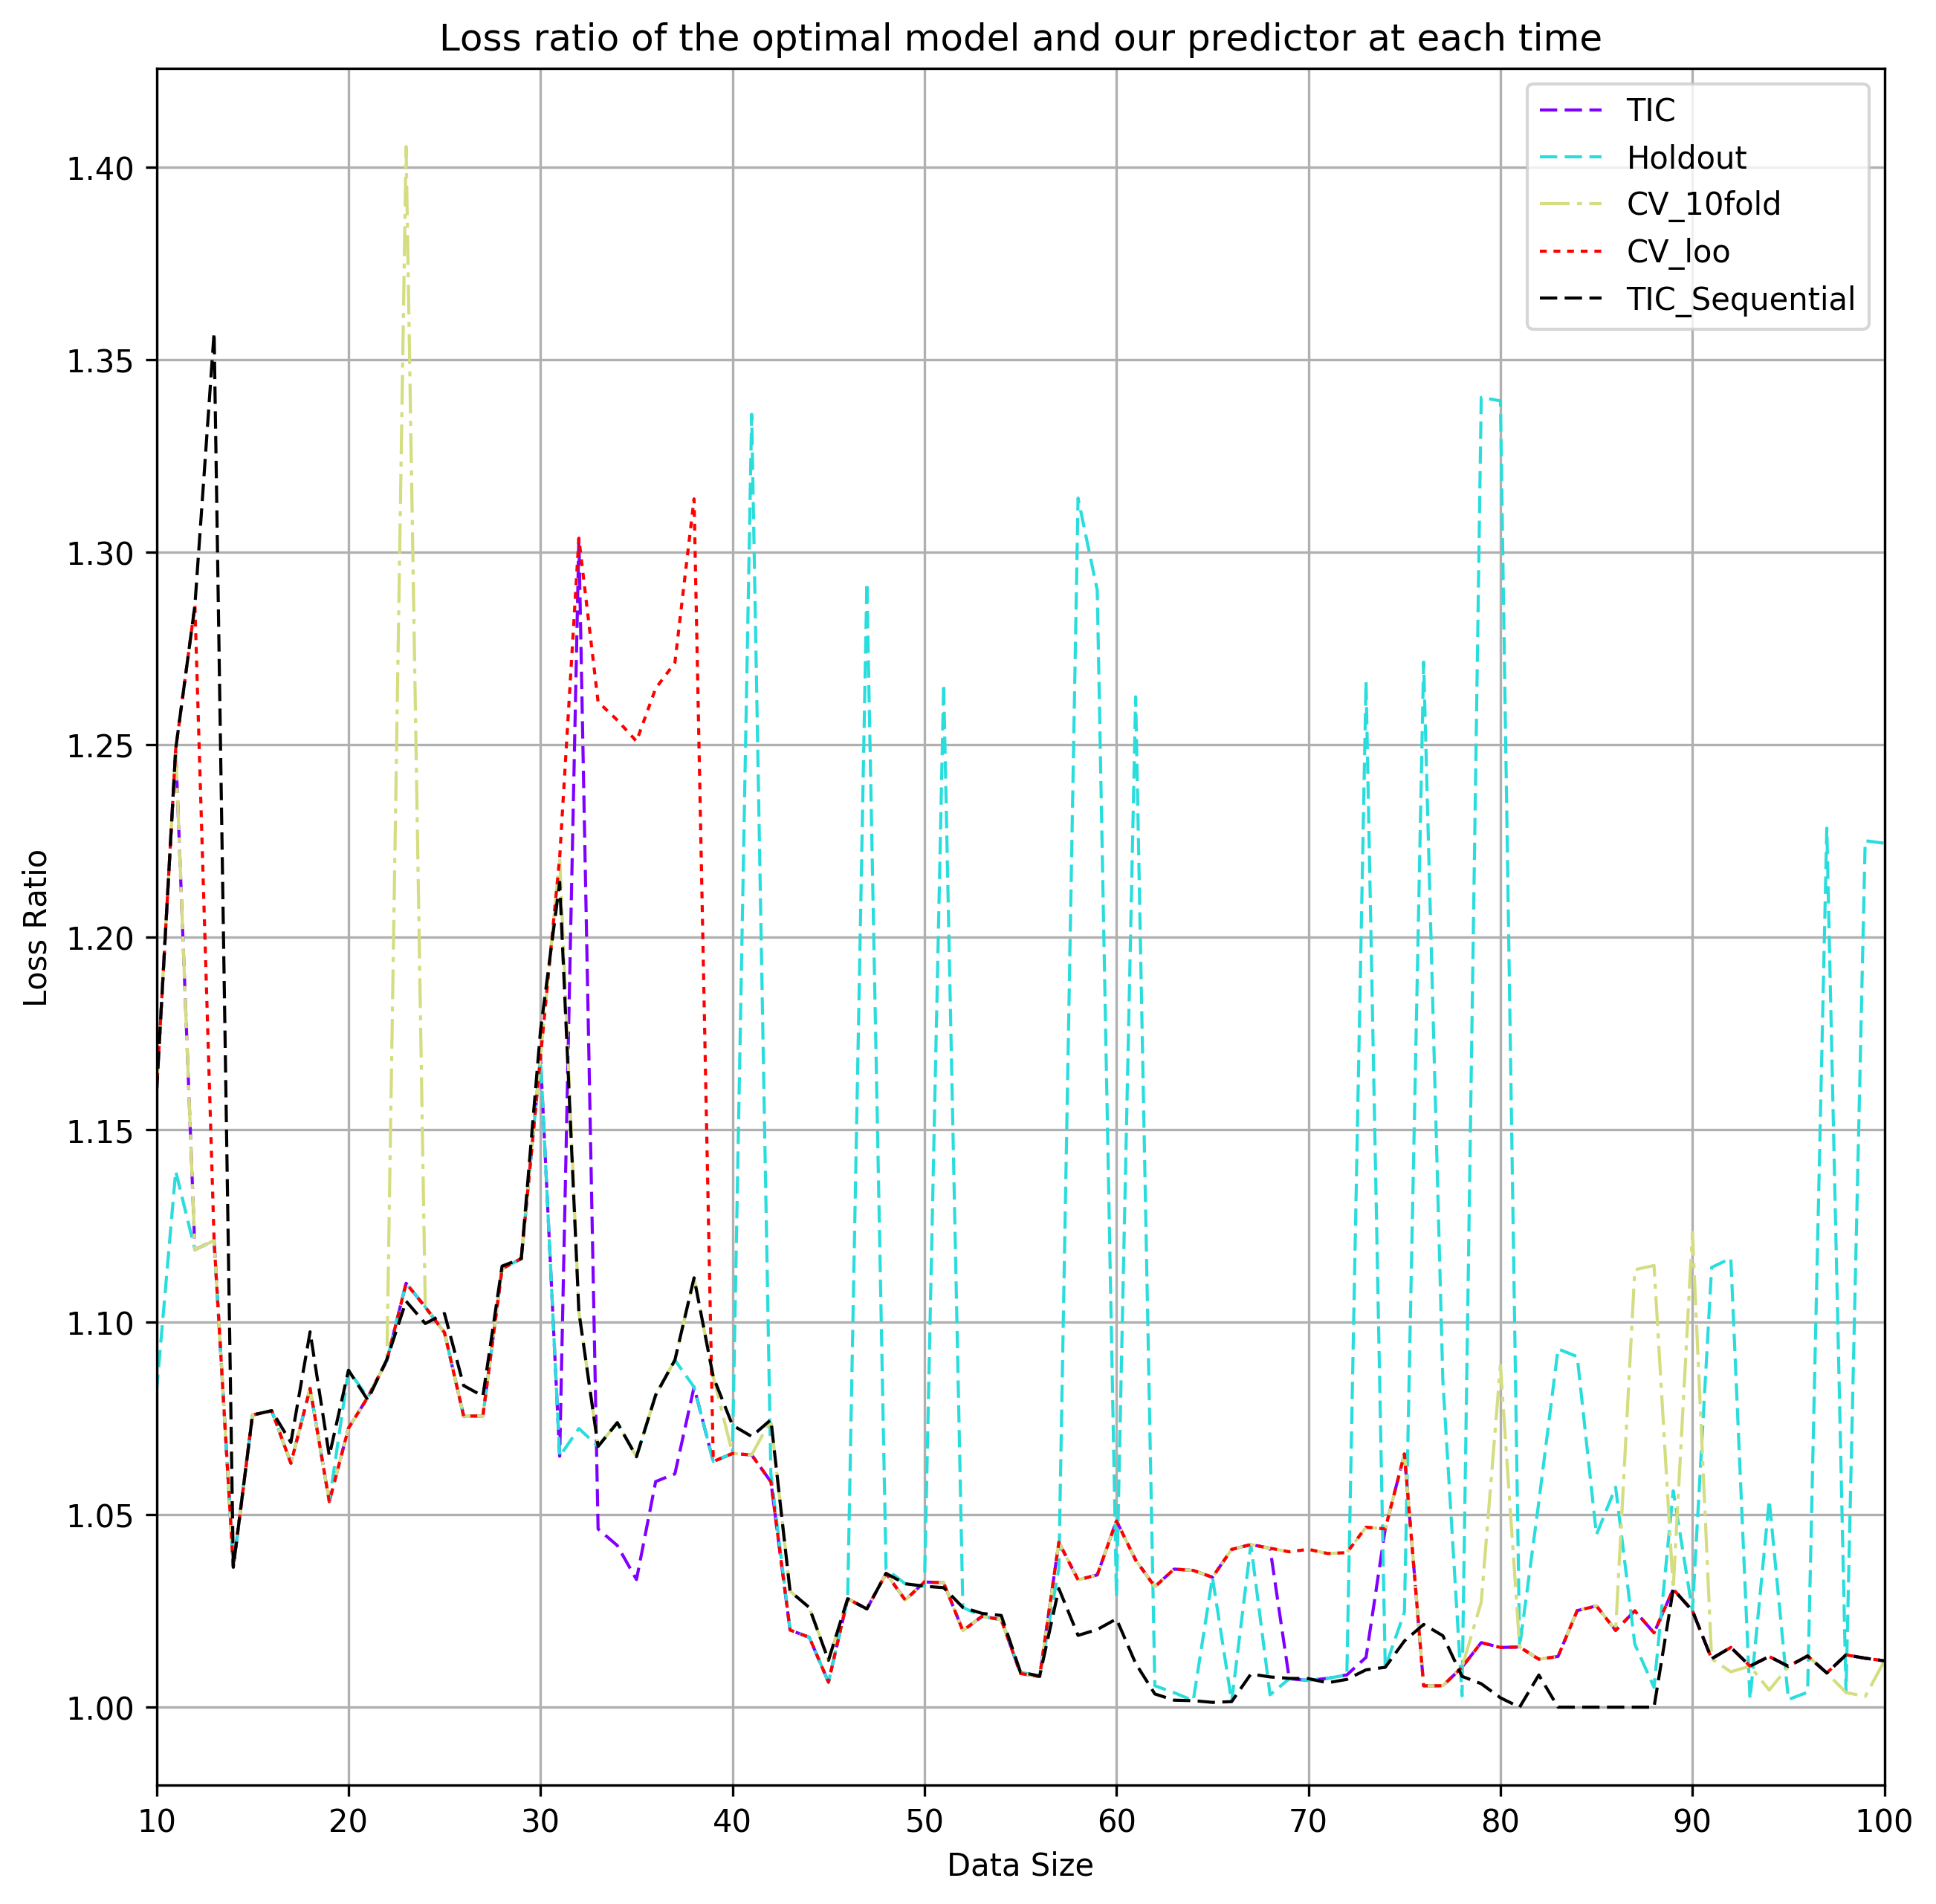 Loss ratio of the optimal model and our predictor at each time
TIC
Holdout
CV_10fold
CV_loo
TIC_Sequential
1.40
1.35
1.30
1.25
1.20
1.15
1.10
1.05
1.00
Loss Ratio
10 20 30 40 50 60 70 80 90 100
Data Size